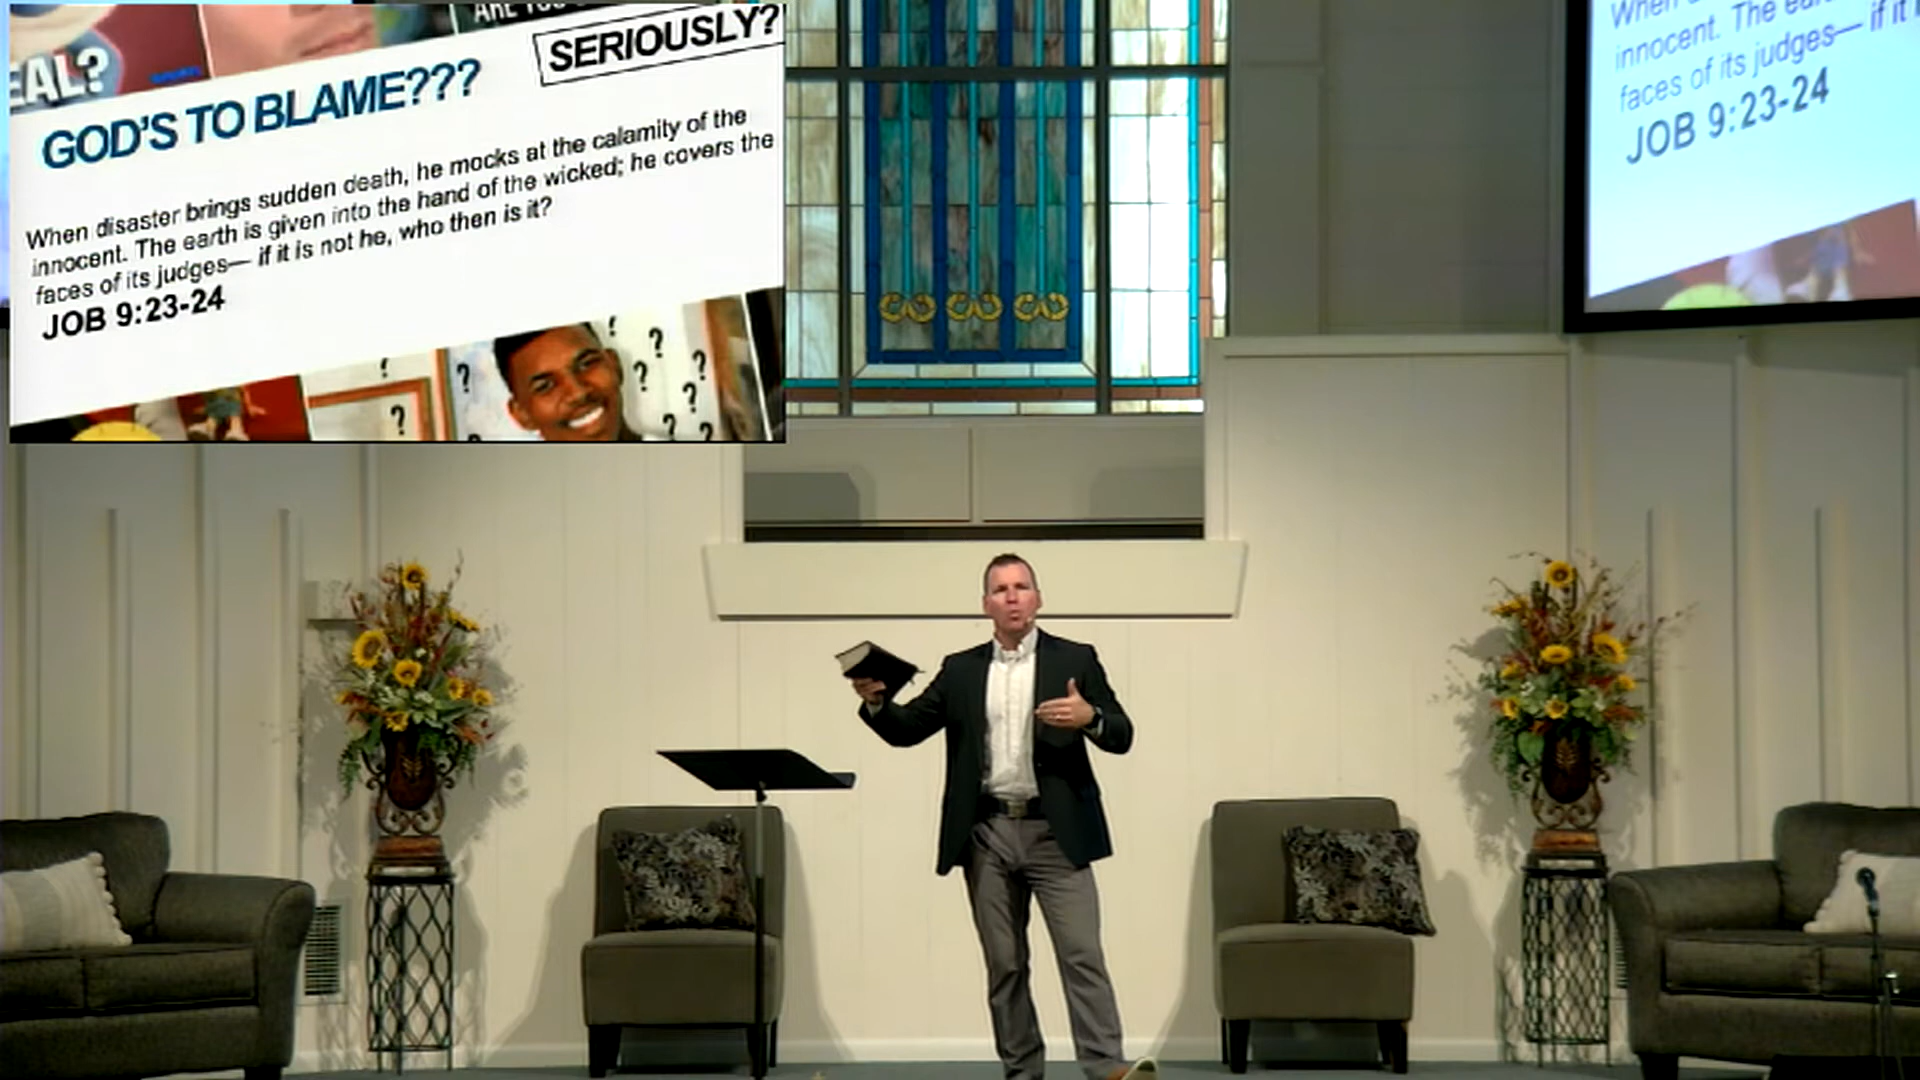 ARE YOU
SERIOUSLY?
EAL?
GOD'S TO BLAME???
When disaster brings sudden death, he mocks at the calamity of the
innocent. The earth is given into the hand of the wicked; he covers the
faces of its judges— if it is not he, who then is it?
JOB 9:23-24
? ? ? ? ? ? ? ? ?
When
innocent. The
faces of its judges— if it
JOB 9:23-24